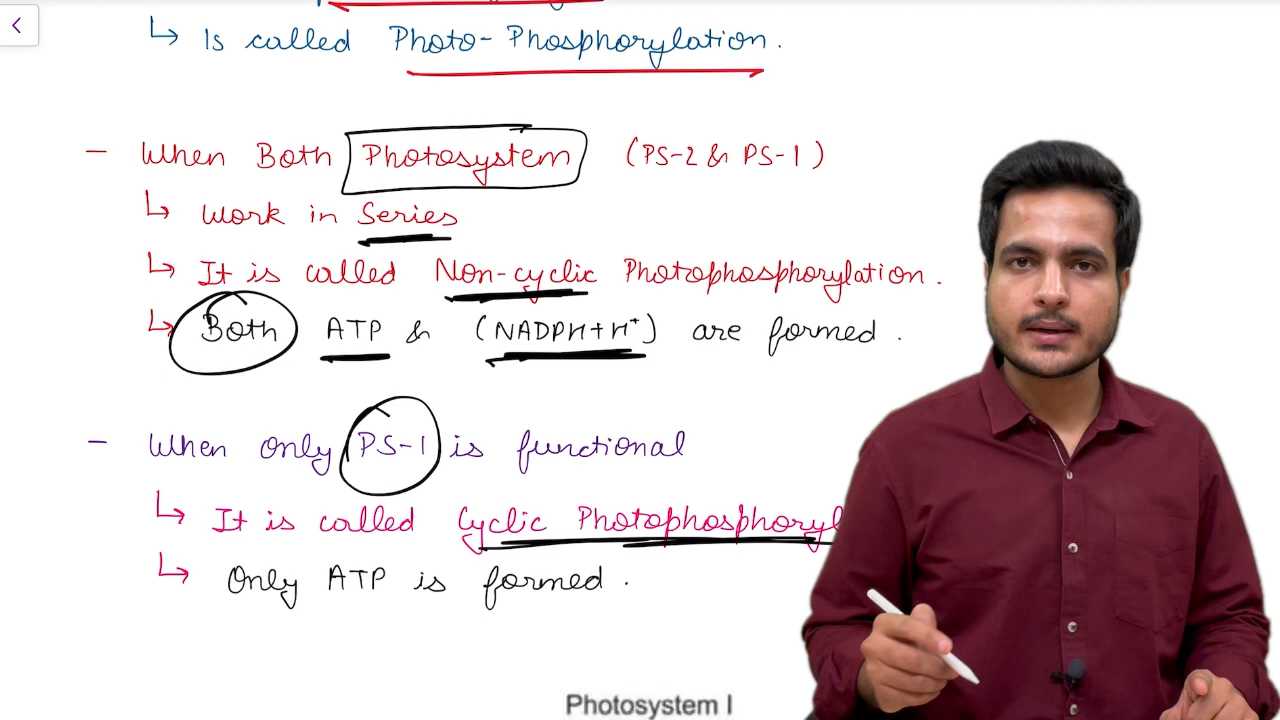 ↳ Is called Photo-Phosphorylation.
- When Both Photosystem (PS-2 & PS-1)
↳ Work in Series
↳ It is called Non-cyclic Photophosphorylation.
↳ Both ATP & (NADPH+H⁺) are formed.
- When only PS-1 is functional
↳ It is called Cyclic Photophosphoryl
↳ Only ATP is formed.
Photosystem I